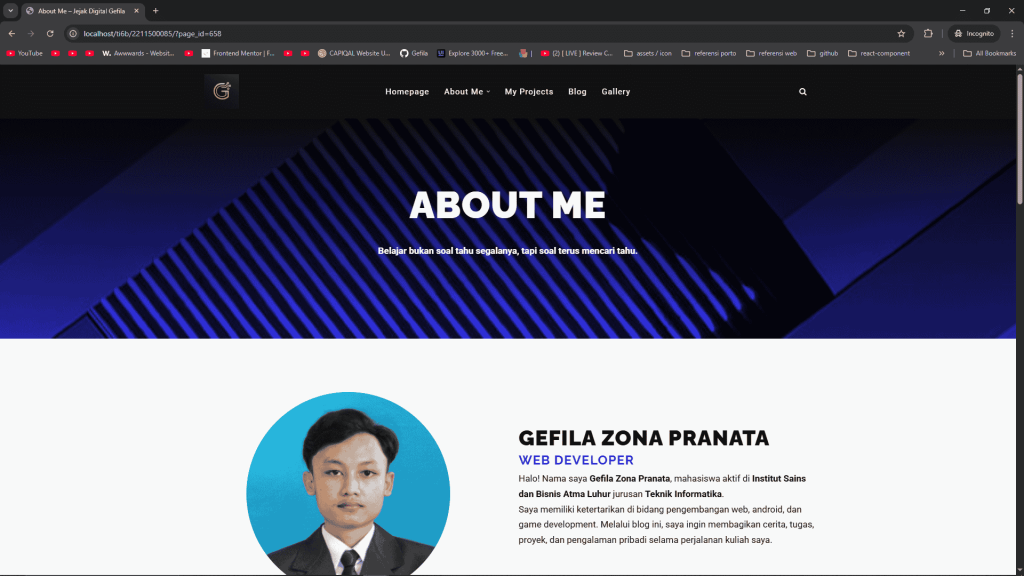 About Me – Jejak Digital Gefila
localhost/ti6b/2211500085/?page_id=658
Incognito
YouTube
W. Awwwards - Websit...
Frontend Mentor | F...
CAPIQAL Website U...
Gefila
Explore 3000+ Free...
(2) [ LIVE ] Review C...
assets / icon
referensi porto
referensi web
github
react-component
»
All Bookmarks
G
Homepage
About Me
My Projects
Blog
Gallery
ABOUT ME
Belajar bukan soal tahu segalanya, tapi soal terus mencari tahu.
GEFILA ZONA PRANATA
WEB DEVELOPER
Halo! Nama saya Gefila Zona Pranata, mahasiswa aktif di Institut Sains
dan Bisnis Atma Luhur jurusan Teknik Informatika.
Saya memiliki ketertarikan di bidang pengembangan web, android, dan
game development. Melalui blog ini, saya ingin membagikan cerita, tugas,
proyek, dan pengalaman pribadi selama perjalanan kuliah saya.